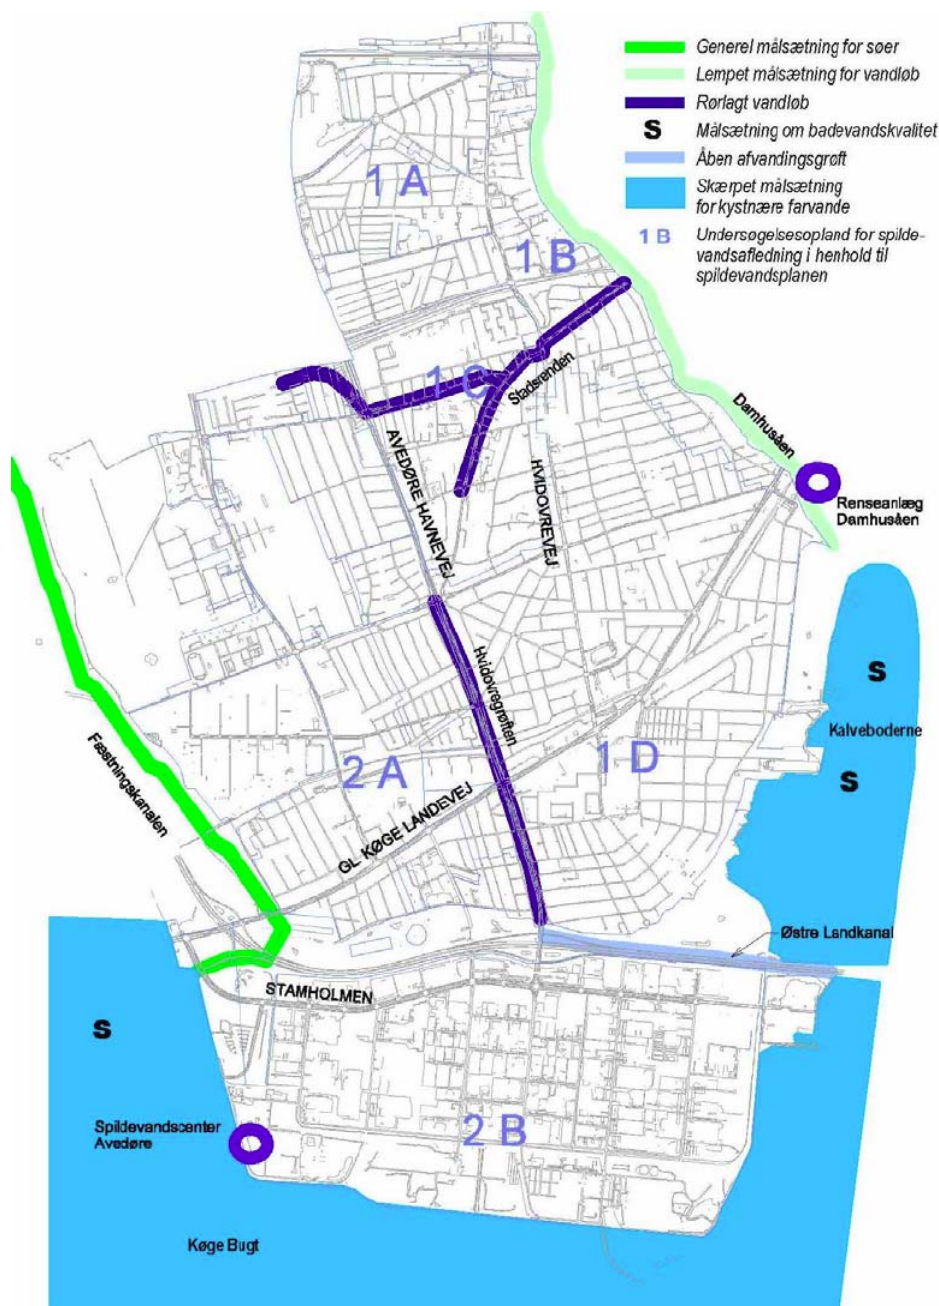 Generel målsætning for søer
Lempet målsætning for vandløb
Rørlagt vandløb
S Målsætning om badevandskvalitet
Åben afvandingsgrøft
Skærpet målsætning
for kystnære farvande
1 B Undersøgelsesopland for spilde-
vandsafledning i henhold til
spildevandsplanen
1 A
1 B
1 C
Stadsrenden
Damhusåen
AVEDØRE HAVNEVEJ
HVIDOVREVEJ
Renseanlæg
Damhusåen
Hvidovregrøften
S
Kalveboderne
S
Fæstningskanalen
2 A
1 D
GL. KØGE LANDEVEJ
Østre Landkanal
STAMHOLMEN
S
Spildevandscenter
Avedøre
2 B
Køge Bugt